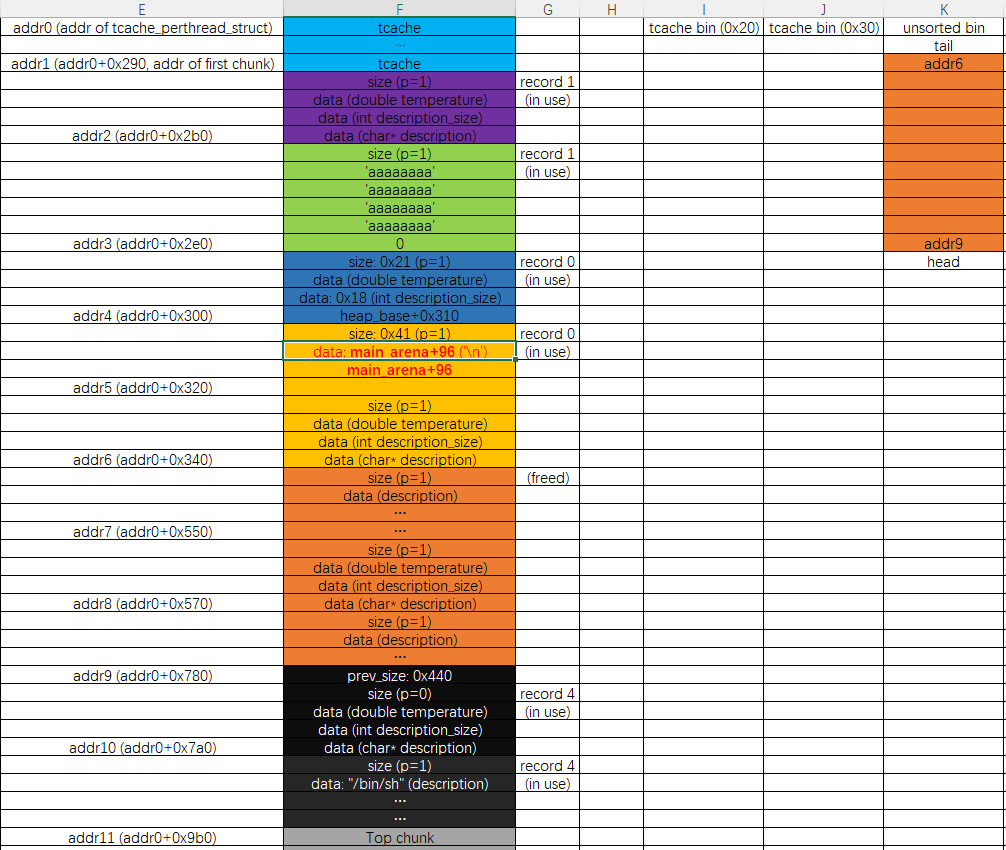 E F G H I J K
addr0 (addr of tcache_perthread_struct) tcache tcache bin (0x20) tcache bin (0x30) unsorted bin
... tail
addr1 (addr0+0x290, addr of first chunk) tcache addr6
size (p=1) record 1
data (double temperature) (in use)
data (int description_size)
addr2 (addr0+0x2b0) data (char* description)
size (p=1) record 1
'aaaaaaaa' (in use)
'aaaaaaaa'
'aaaaaaaa'
'aaaaaaaa'
addr3 (addr0+0x2e0) 0 addr9
size: 0x21 (p=1) record 0 head
data (double temperature) (in use)
data: 0x18 (int description_size)
addr4 (addr0+0x300) heap_base+0x310
size: 0x41 (p=1) record 0
data: main_arena+96 ('\n') (in use)
main_arena+96
addr5 (addr0+0x320)
size (p=1)
data (double temperature)
data (int description_size)
addr6 (addr0+0x340) data (char* description)
size (p=1) (freed)
data (description)
...
addr7 (addr0+0x550) ...
size (p=1)
data (double temperature)
data (int description_size)
addr8 (addr0+0x570) data (char* description)
size (p=1)
data (description)
...
addr9 (addr0+0x780) prev_size: 0x440
size (p=0) record 4
data (double temperature) (in use)
data (int description_size)
addr10 (addr0+0x7a0) data (char* description)
size (p=1) record 4
data: "/bin/sh" (description) (in use)
...
...
addr11 (addr0+0x9b0) Top chunk